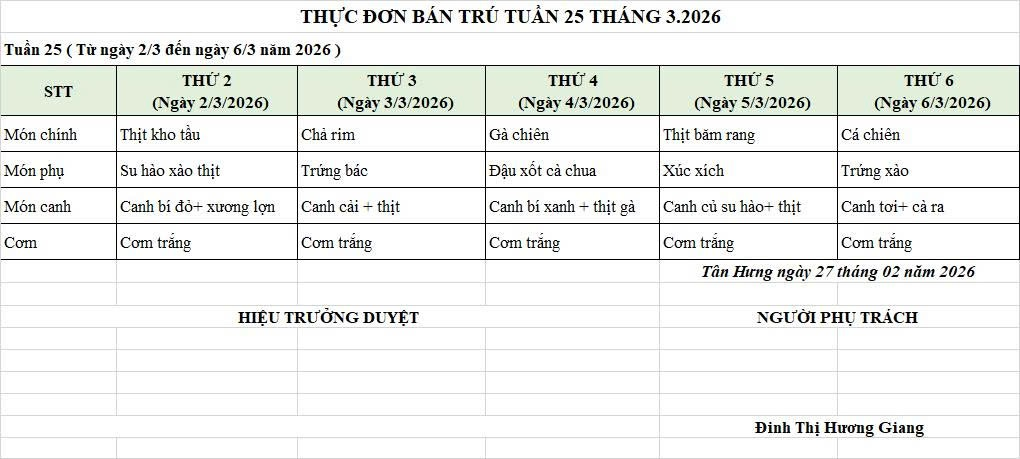 THỰC ĐƠN BÁN TRÚ TUẦN 25 THÁNG 3.2026
Tuần 25 ( Từ ngày 2/3 đến ngày 6/3 năm 2026 )
STT THỨ 2 (Ngày 2/3/2026) THỨ 3 (Ngày 3/3/2026) THỨ 4 (Ngày 4/3/2026) THỨ 5 (Ngày 5/3/2026) THỨ 6 (Ngày 6/3/2026)
Món chính Thịt kho tầu Chả rim Gà chiên Thịt băm rang Cá chiên
Món phụ Su hào xào thịt Trứng bác Đậu xốt cà chua Xúc xích Trứng xào
Món canh Canh bí đỏ+ xương lợn Canh cải + thịt Canh bí xanh + thịt gà Canh củ su hào+ thịt Canh tơi+ cà ra
Cơm Cơm trắng Cơm trắng Cơm trắng Cơm trắng Cơm trắng
Tân Hưng ngày 27 tháng 02 năm 2026
HIỆU TRƯỞNG DUYỆT NGƯỜI PHỤ TRÁCH
Đinh Thị Hương Giang